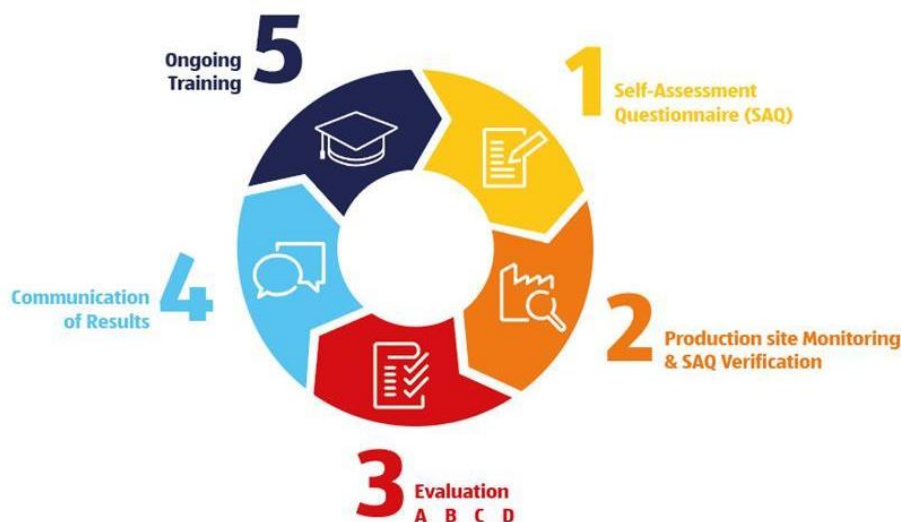 1
Self-Assessment
Questionnaire (SAQ)
2
Production site Monitoring
& SAQ Verification
3
Evaluation
A B C D
4
Communication
of Results
5
Ongoing
Training